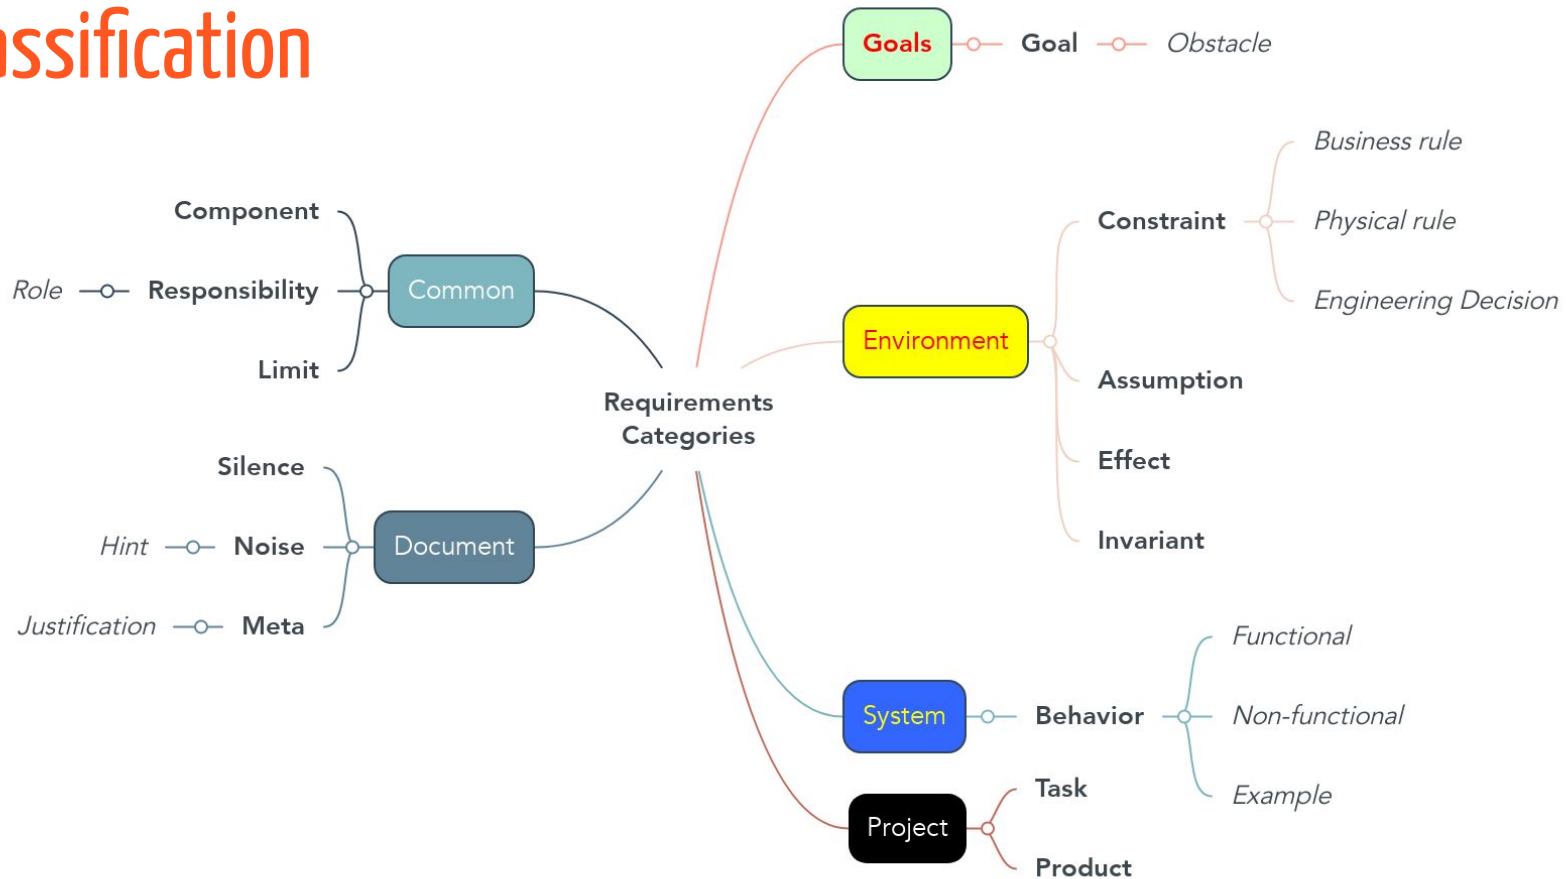 assification
Goals
Goal
Obstacle
Business rule
Component
Constraint
Physical rule
Role
Responsibility
Common
Engineering Decision
Environment
Limit
Assumption
Requirements
Categories
Silence
Effect
Hint
Noise
Document
Invariant
Justification
Meta
Functional
System
Behavior
Non-functional
Task
Example
Project
Product